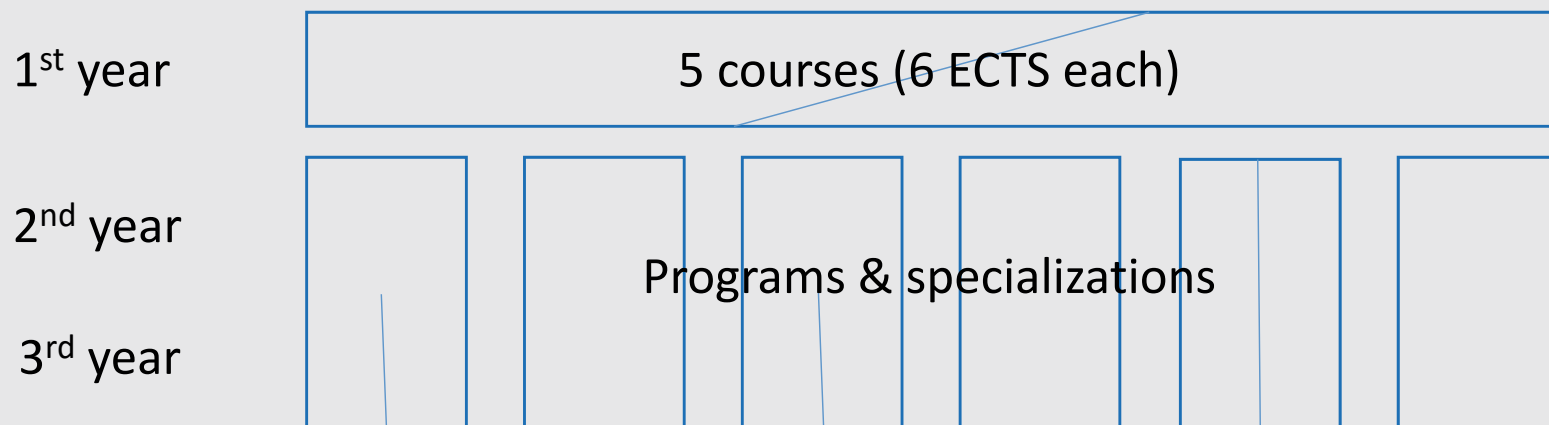 1st year
5 courses (6 ECTS each)
2nd year
Programs & specializations
3rd year